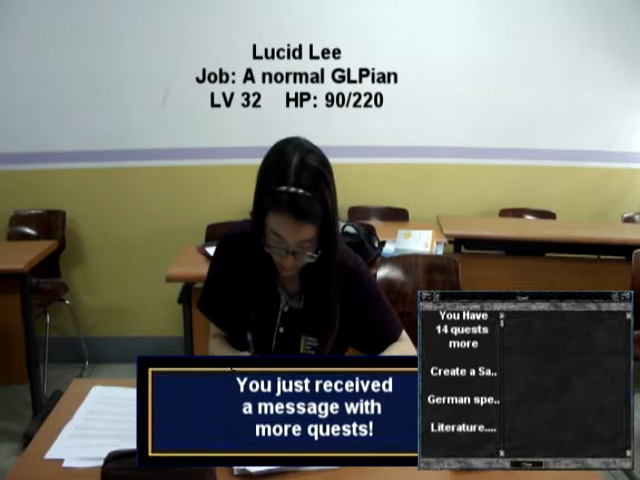 Lucid Lee
Job: A normal GLPian
LV 32 HP: 90/220
You Have
14 quests
more
Create a Sa..
German spe..
Literature....
You just received
a message with
more quests!